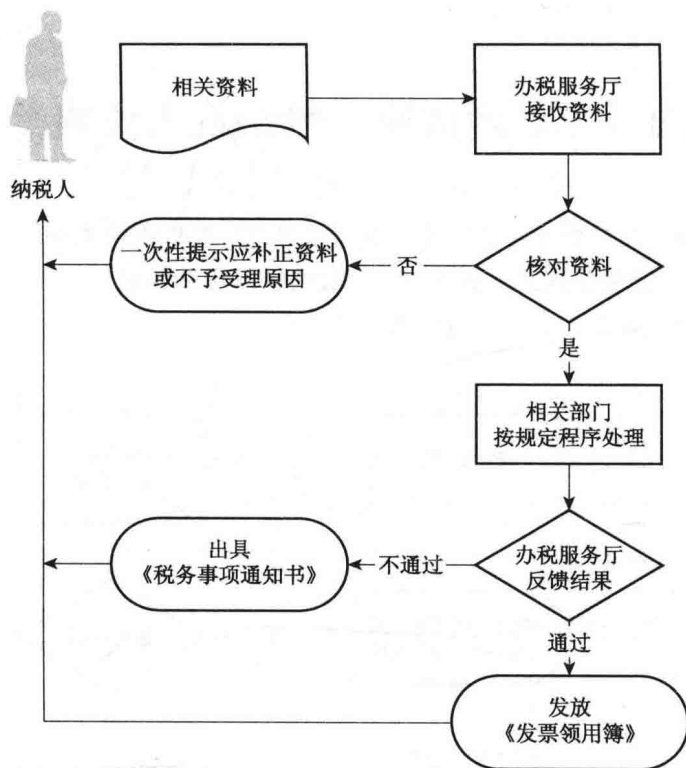 相关资料
办税服务厅
接收资料
纳税人
一次性提示应补正资料
或不予受理原因
否
核对资料
是
相关部门
按规定程序处理
出具
《税务事项通知书》
不通过
办税服务厅
反馈结果
通过
发放
《发票领用簿》